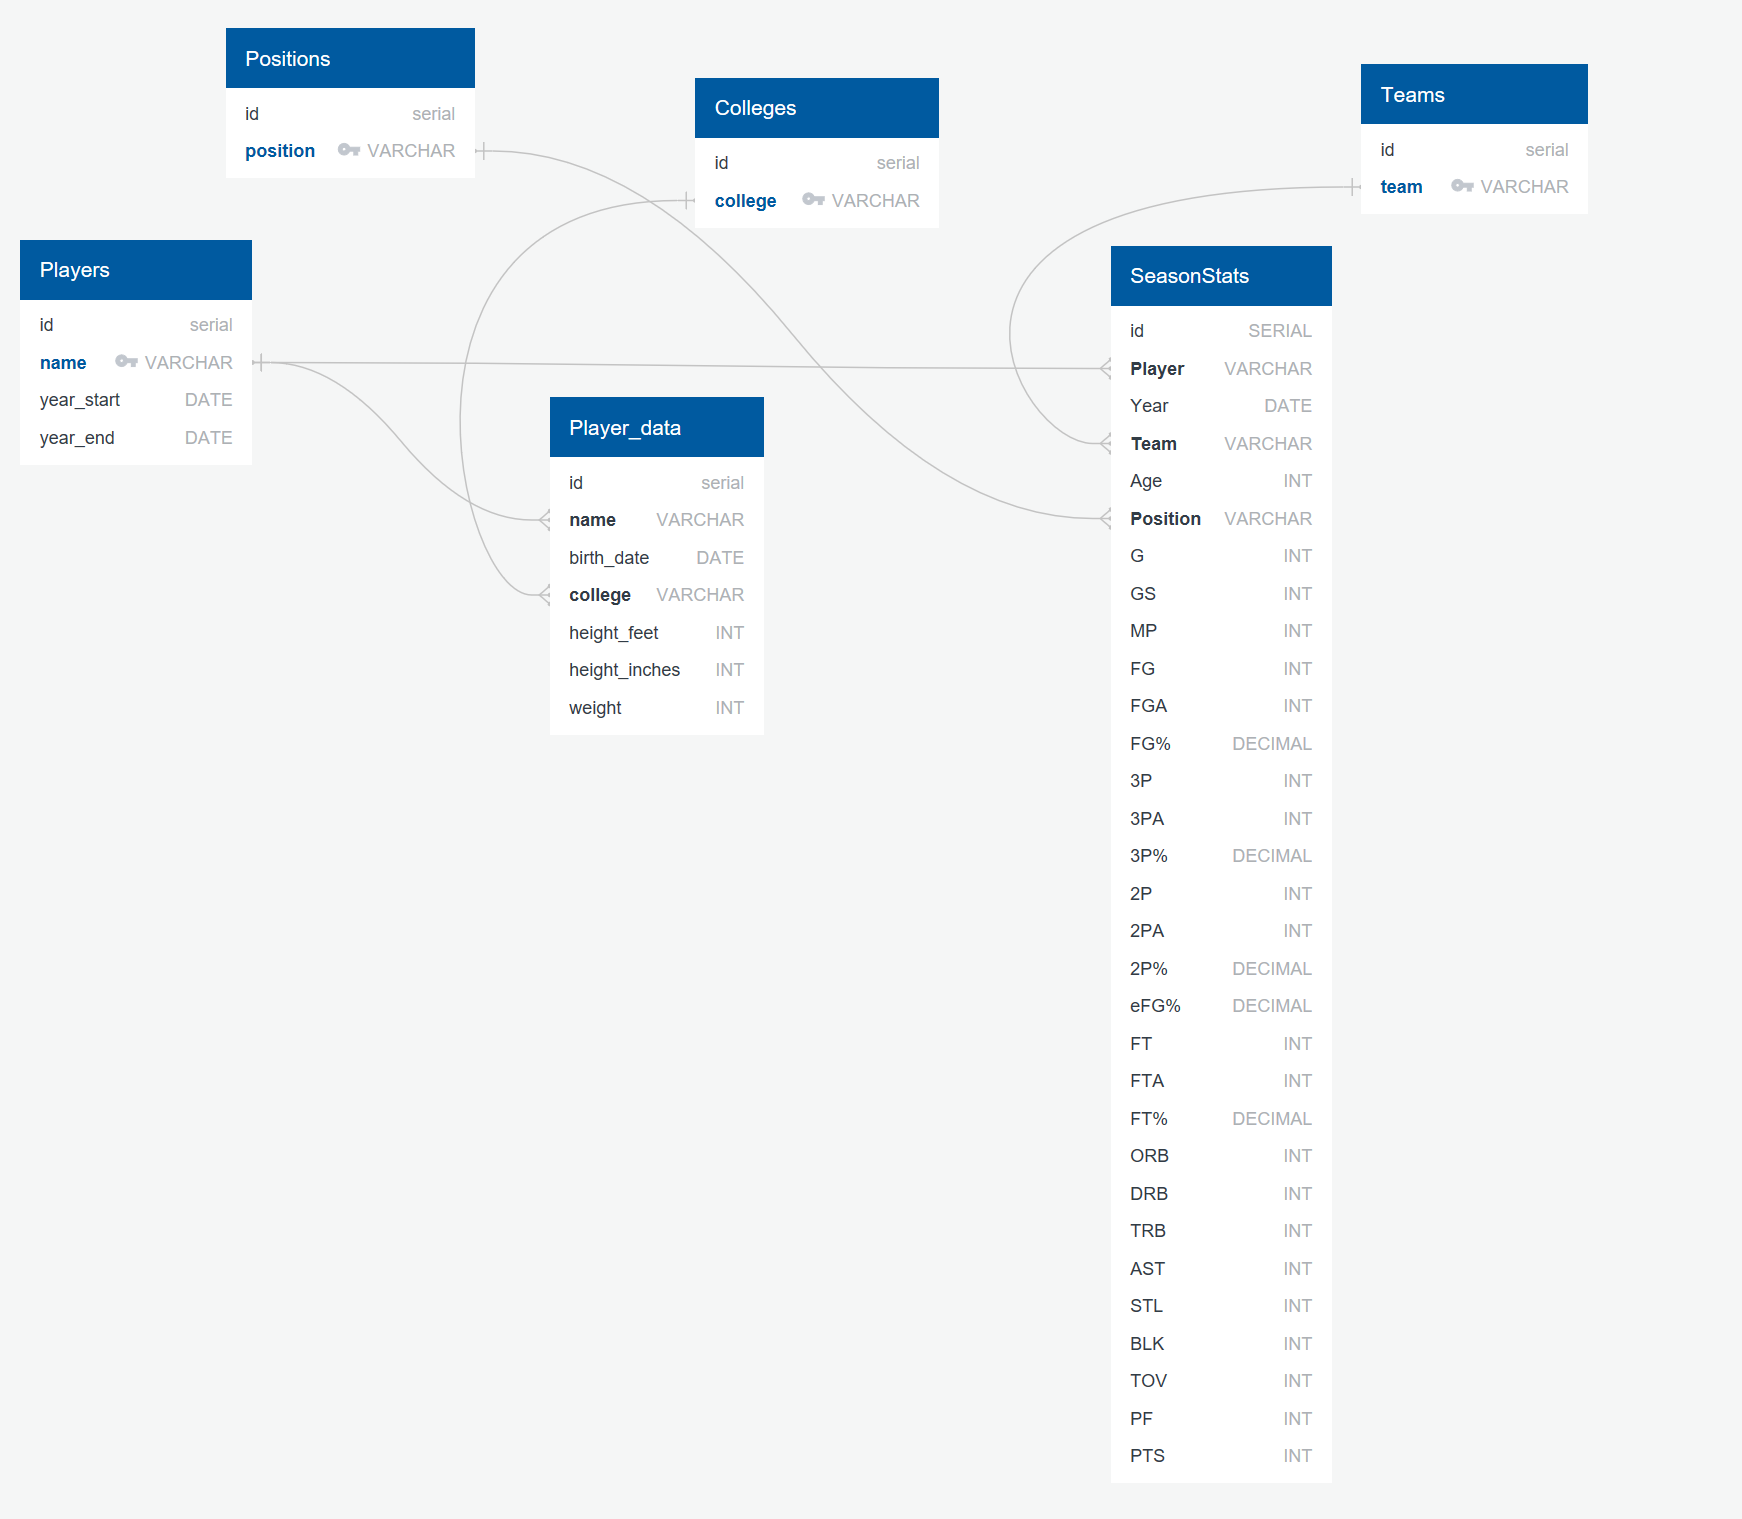 Positions
id serial
position VARCHAR
Colleges
id serial
college VARCHAR
Teams
id serial
team VARCHAR
Players
id serial
name VARCHAR
year_start DATE
year_end DATE
Player_data
id serial
name VARCHAR
birth_date DATE
college VARCHAR
height_feet INT
height_inches INT
weight INT
SeasonStats
id SERIAL
Player VARCHAR
Year DATE
Team VARCHAR
Age INT
Position VARCHAR
G INT
GS INT
MP INT
FG INT
FGA INT
FG% DECIMAL
3P INT
3PA INT
3P% DECIMAL
2P INT
2PA INT
2P% DECIMAL
eFG% DECIMAL
FT INT
FTA INT
FT% DECIMAL
ORB INT
DRB INT
TRB INT
AST INT
STL INT
BLK INT
TOV INT
PF INT
PTS INT